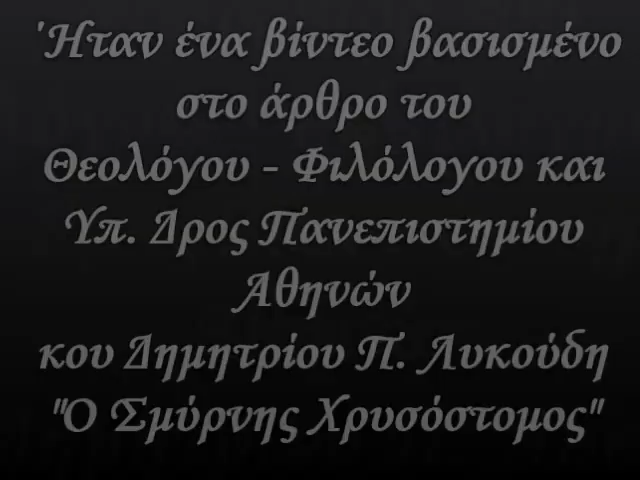 Ήταν ένα βίντεο βασισμένο
στο άρθρο του
Θεολόγου - Φιλόλογου και
Υπ. Δρος Πανεπιστημίου
Αθηνών
κου Δημητρίου Π. Λυκούδη
"Ο Σμύρνης Χρυσόστομος"